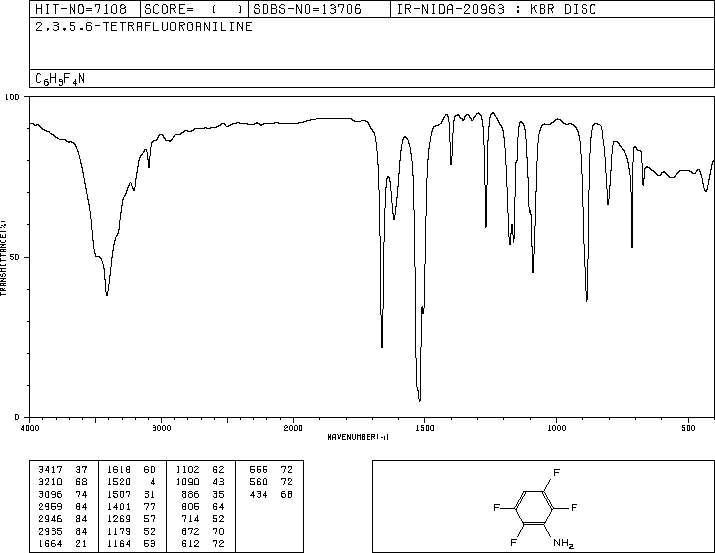 HIT-NO=7108 SCORE= ( ) SDBS-NO=13706 IR-NIDA-20963 : KBR DISC
2,3,5,6-TETRAFLUOROANILINE
C6H3F4N
100
50
0
TRANSMITTANCE(%)
4000 3000 2000 1500 1000 500
WAVENUMBER(-1)
3417 37 1618 60 1102 62 666 72
3210 68 1520 4 1090 43 560 72
3096 74 1507 31 886 35 434 68
2969 84 1401 77 806 64
2946 84 1269 57 714 52
2935 84 1179 52 672 70
1664 21 1164 53 612 72
F
F
F
F
NH2